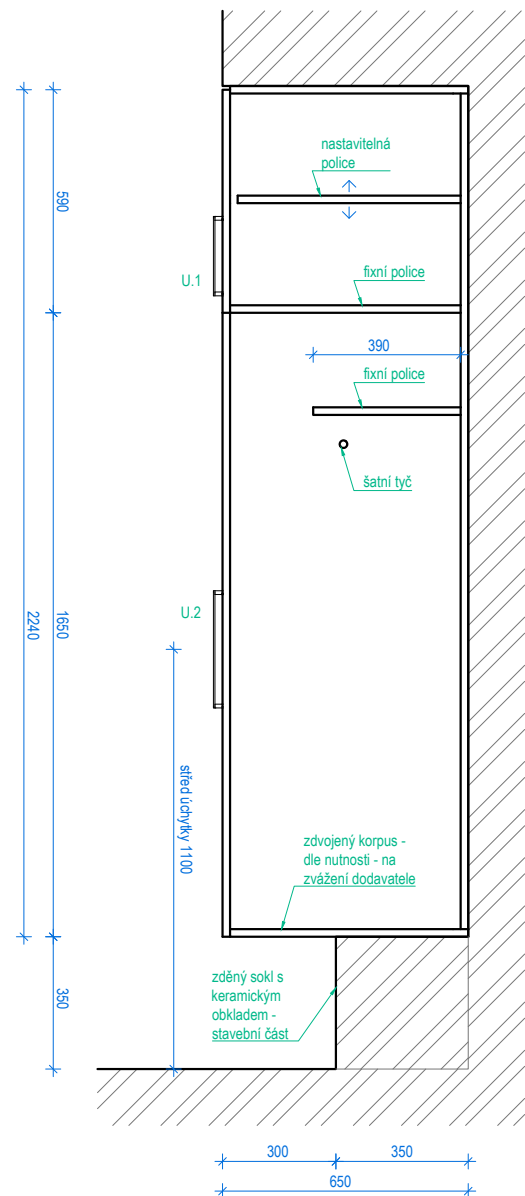 nastavitelná
police
590
U.1
fixní police
390
fixní police
šatní tyč
U.2
1650
2240
střed úchytky 1100
zdvojený korpus -
dle nutnosti - na
zvážení dodavatele
350
zděný sokl s
keramickým
obkladem -
stavební část
300
350
650